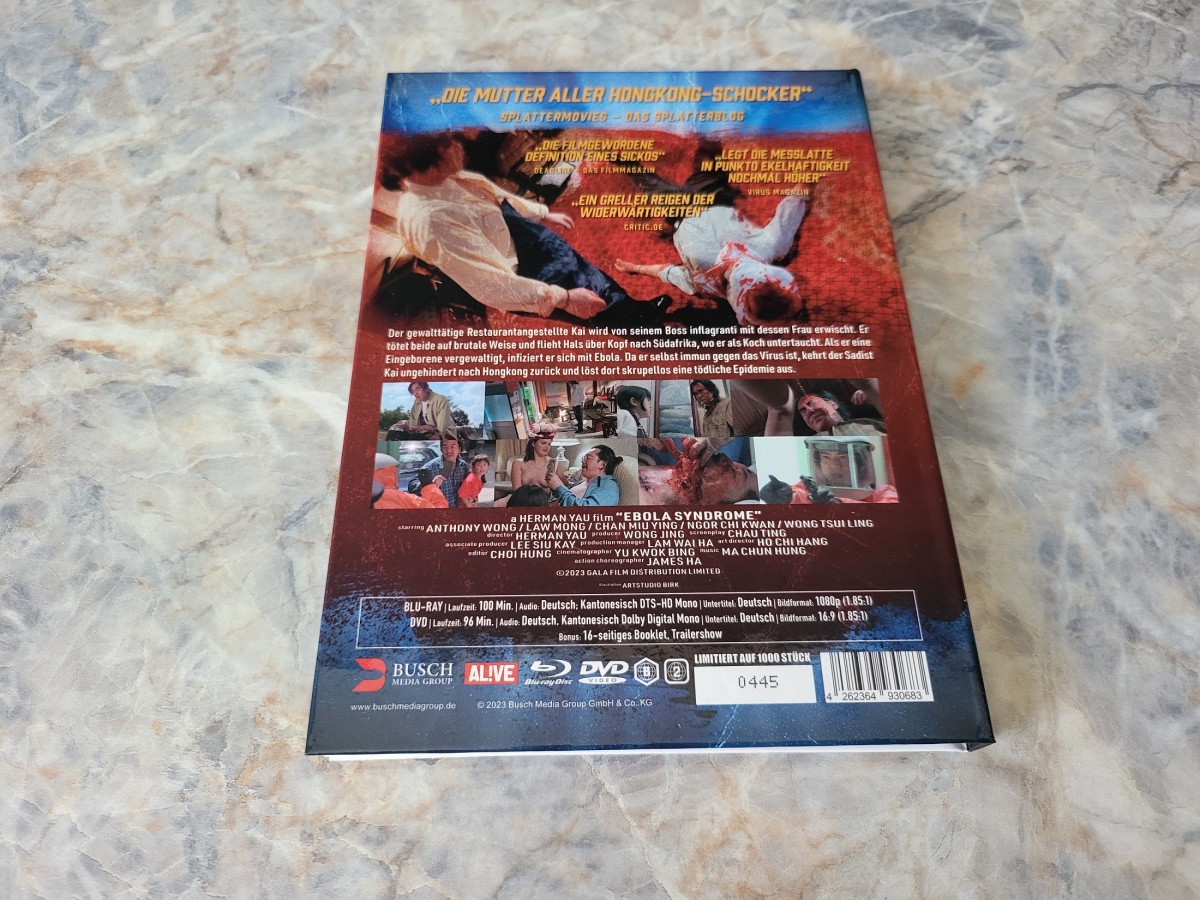 „DIE MUTTER ALLER HONGKONG-SCHOCKER“
SPLATTERMOVIES – DAS SPLATTERBLOG
„DIE FILMGEWORDENE
DEFINITION EINES SICKOS“
DEADLINE – DAS FILMMAGAZIN
„LEGT DIE MESSLATTE
IN PUNKTO EKELHAFTIGKEIT
NOCHMAL HÖHER“
VIRUS MAGAZIN
„EIN GRELLER REIGEN DER
WIDERWÄRTIGKEITEN“
CRITIC.DE
Der gewalttätige Restaurantangestellte Kai wird von seinem Boss inflagranti mit dessen Frau erwischt. Er
tötet beide auf brutale Weise und flieht Hals über Kopf nach Südafrika, wo er als Koch untertaucht. Als er eine
Eingeborene vergewaltigt, infiziert er sich mit Ebola. Da er selbst immun gegen das Virus ist, kehrt der Sadist
Kai ungehindert nach Hongkong zurück und löst dort skrupellos eine tödliche Epidemie aus.
a HERMAN YAU film "EBOLA SYNDROME"
starring ANTHONY WONG / LAW MONG / CHAN MIU YING / NGOR CHI KWAN / WONG TSUI LING
director HERMAN YAU producer WONG JING screenplay CHAU TING
associate producer LEE SIU KAY production manager LAM WAI HA art director HO CHI HANG
editor CHOI HUNG cinematographer YU KWOK BING music MA CHUN HUNG
action choreographer JAMES HA
©2023 GALA FILM DISTRIBUTION LIMITED
Illustration ARTSTUDIO BIRK
BLU-RAY | Laufzeit: 100 Min. | Audio: Deutsch, Kantonesisch DTS-HD Mono | Untertitel: Deutsch | Bildformat: 1080p (1.85:1)
DVD | Laufzeit: 96 Min. | Audio: Deutsch, Kantonesisch Dolby Digital Mono | Untertitel: Deutsch | Bildformat: 16:9 (1.85:1)
Bonus: 16-seitiges Booklet, Trailershow
BUSCH
MEDIA GROUP
AL!VE
Blu-ray Disc
DVD
VIDEO
B
2
LIMITIERT AUF 1000 STÜCK
0445
4 262364 930683
www.buschmediagroup.de
© 2023 Busch Media Group GmbH & Co. KG